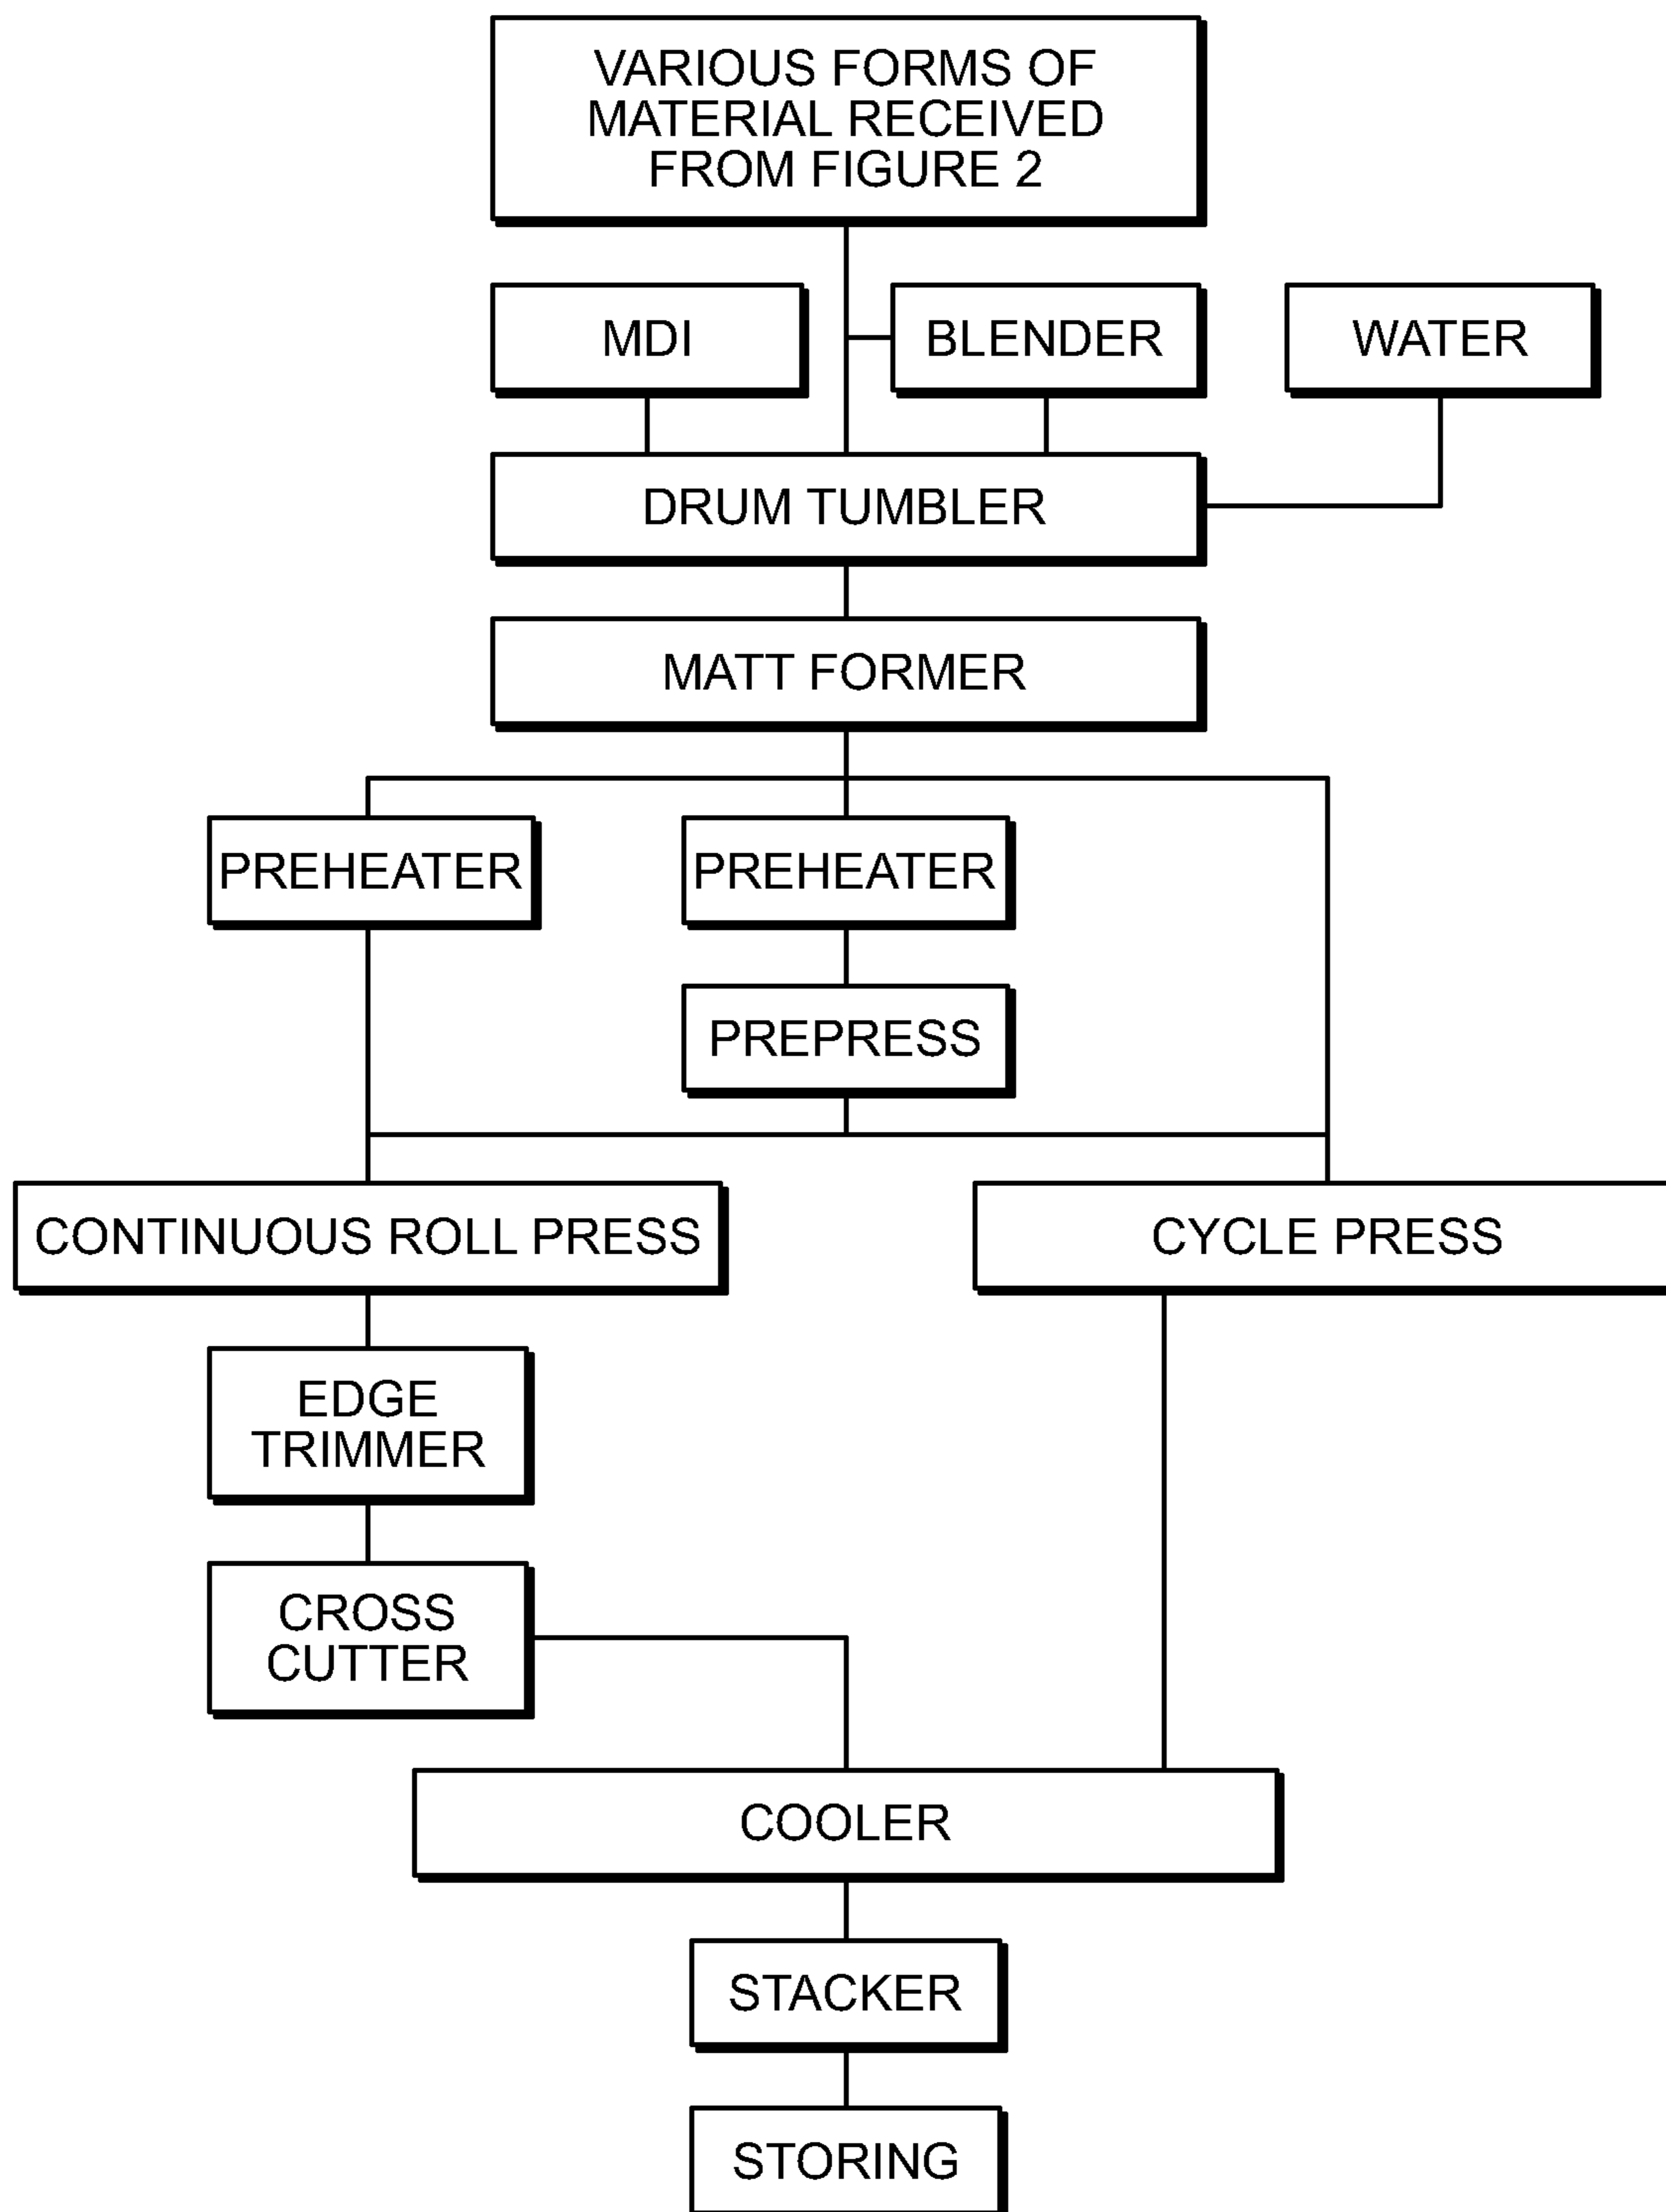 VARIOUS FORMS OF
MATERIAL RECEIVED
FROM FIGURE 2
MDI
BLENDER
WATER
DRUM TUMBLER
MATT FORMER
PREHEATER
PREHEATER
PREPRESS
CONTINUOUS ROLL PRESS
CYCLE PRESS
EDGE
TRIMMER
CROSS
CUTTER
COOLER
STACKER
STORING